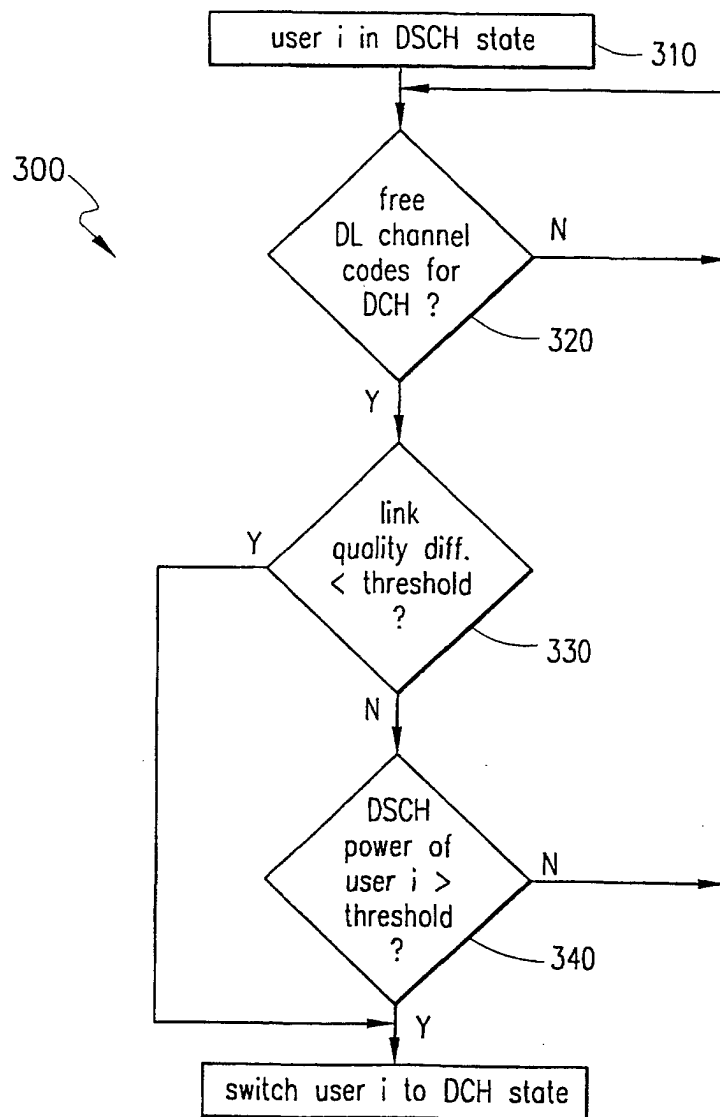 user i in DSCH state
310
300
free
DL channel
codes for
DCH ?
N
320
Y
link
quality diff.
< threshold
?
Y
330
N
DSCH
power of
user i >
threshold
?
N
340
Y
switch user i to DCH state